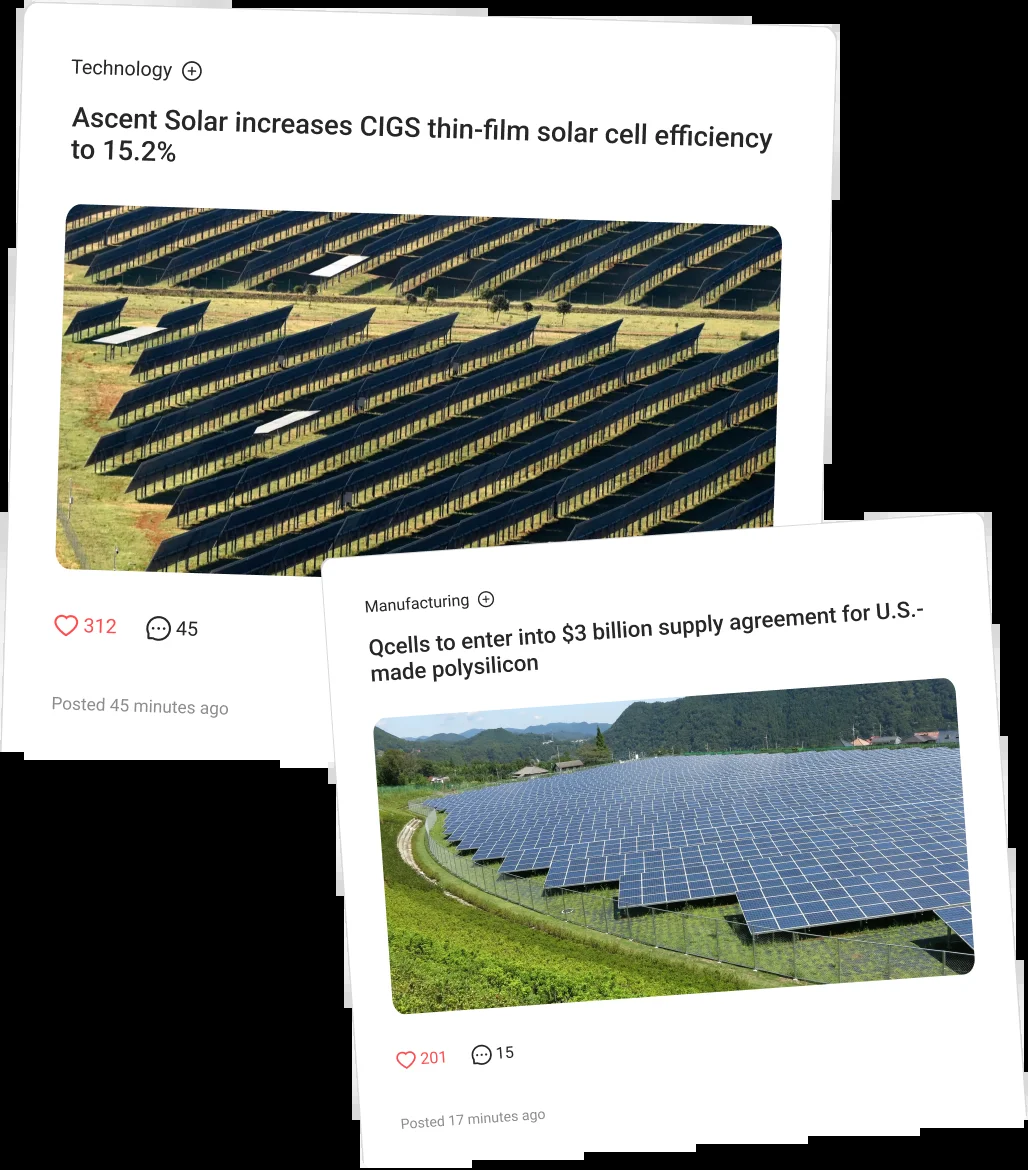 Technology
Ascent Solar increases CIGS thin-film solar cell efficiency
to 15.2%
312 45
Posted 45 minutes ago
Manufacturing
Qcells to enter into $3 billion supply agreement for U.S.-
made polysilicon
201 15
Posted 17 minutes ago